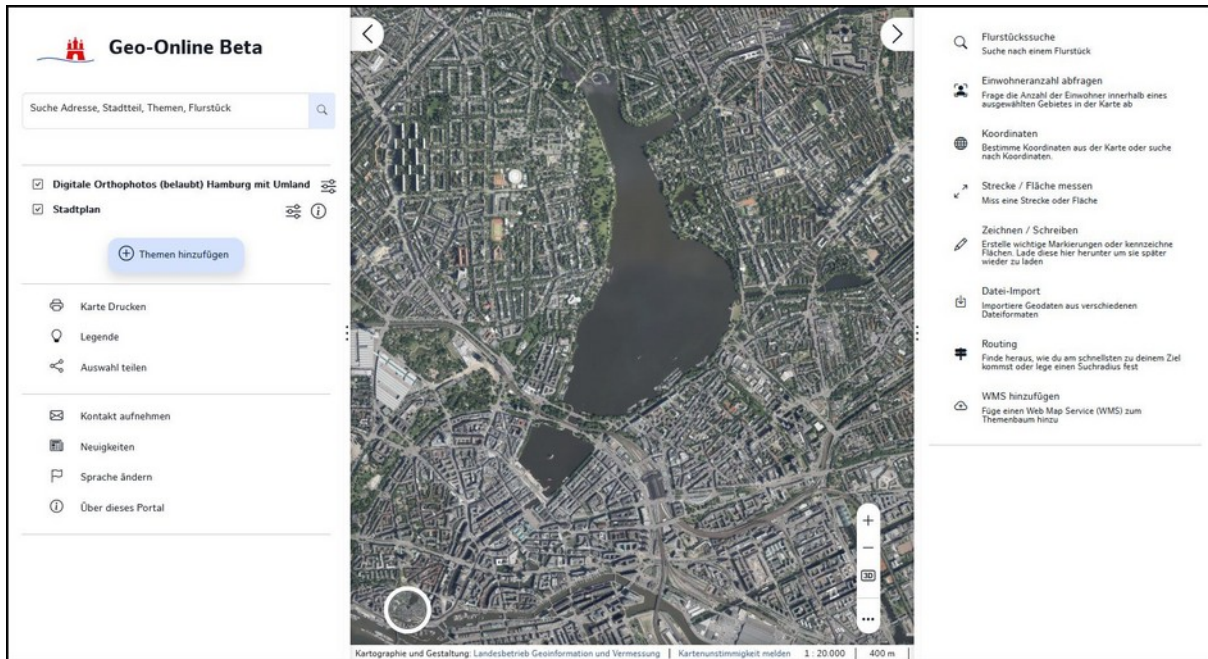 Geo-Online Beta
Suche Adresse, Stadtteil, Themen, Flurstück
Digitale Orthophotos (belaubt) Hamburg mit Umland
Stadtplan
Themen hinzufügen
Karte Drucken
Legende
Auswahl teilen
Kontakt aufnehmen
Neuigkeiten
Sprache ändern
Über dieses Portal
3D
Kartographie und Gestaltung: Landesbetrieb Geoinformation und Vermessung | Kartenunstimmigkeit melden 1 : 20.000 | 400 m
Flurstückssuche
Suche nach einem Flurstück
Einwohneranzahl abfragen
Frage die Anzahl der Einwohner innerhalb eines
ausgewählten Gebietes in der Karte ab
Koordinaten
Bestimme Koordinaten aus der Karte oder suche
nach Koordinaten.
Strecke / Fläche messen
Miss eine Strecke oder Fläche
Zeichnen / Schreiben
Erstelle wichtige Markierungen oder kennzeichne
Flächen. Lade diese hier herunter um sie später
wieder zu laden
Datei-Import
Importiere Geodaten aus verschiedenen
Dateiformaten
Routing
Finde heraus, wie du am schnellsten zu deinem Ziel
kommst oder lege einen Suchradius fest
WMS hinzufügen
Füge einen Web Map Service (WMS) zum
Themenbaum hinzu